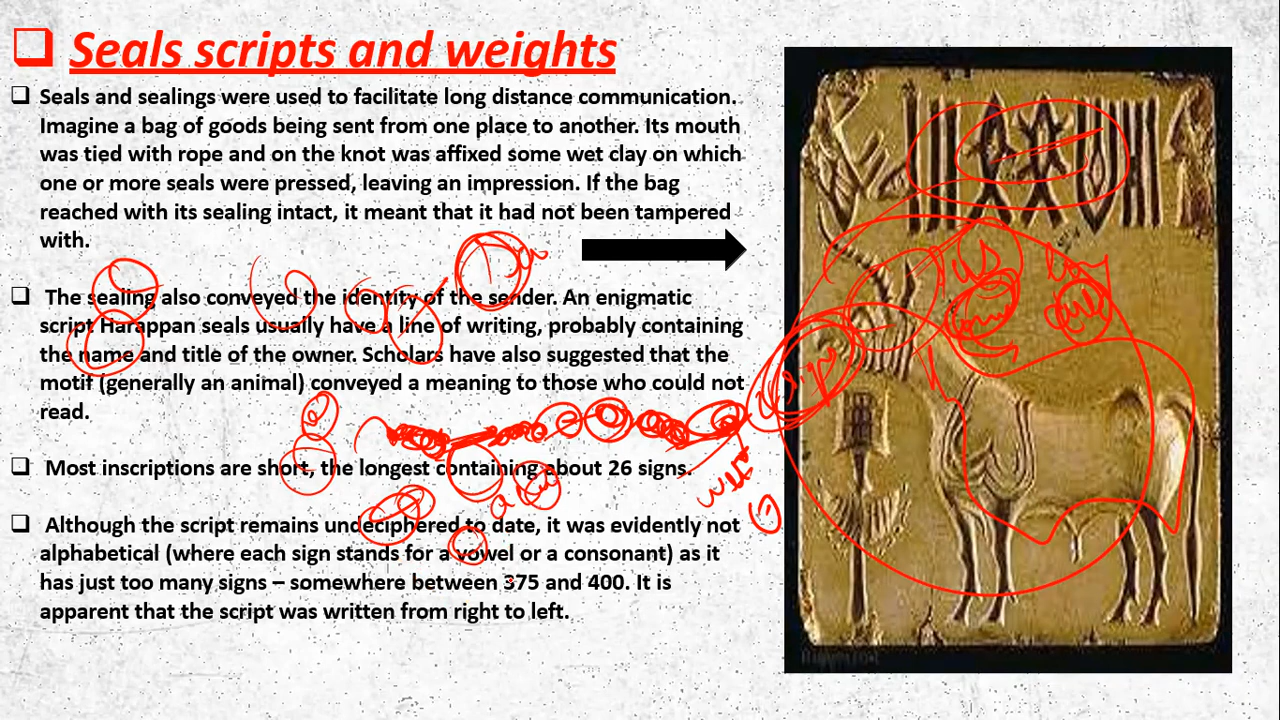 Seals scripts and weights
Seals and sealings were used to facilitate long distance communication.
Imagine a bag of goods being sent from one place to another. Its mouth
was tied with rope and on the knot was affixed some wet clay on which
one or more seals were pressed, leaving an impression. If the bag
reached with its sealing intact, it meant that it had not been tampered
with.
The sealing also conveyed the identity of the sender. An enigmatic
script Harappan seals usually have a line of writing, probably containing
the name and title of the owner. Scholars have also suggested that the
motif (generally an animal) conveyed a meaning to those who could not
read.
Most inscriptions are short, the longest containing about 26 signs.
Although the script remains undeciphered to date, it was evidently not
alphabetical (where each sign stands for a vowel or a consonant) as it
has just too many signs – somewhere between 375 and 400. It is
apparent that the script was written from right to left.